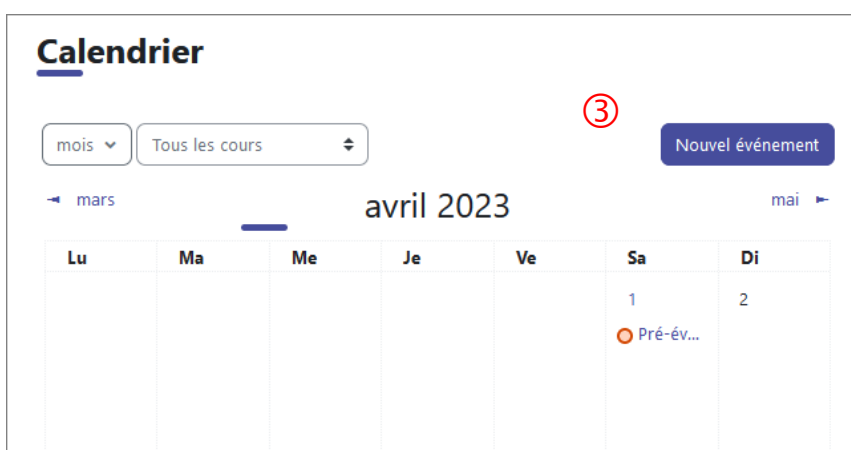 Calendrier
③
mois Tous les cours Nouvel événement
◄ mars avril 2023 mai ►
Lu Ma Me Je Ve Sa Di
1 2
Pré-év...